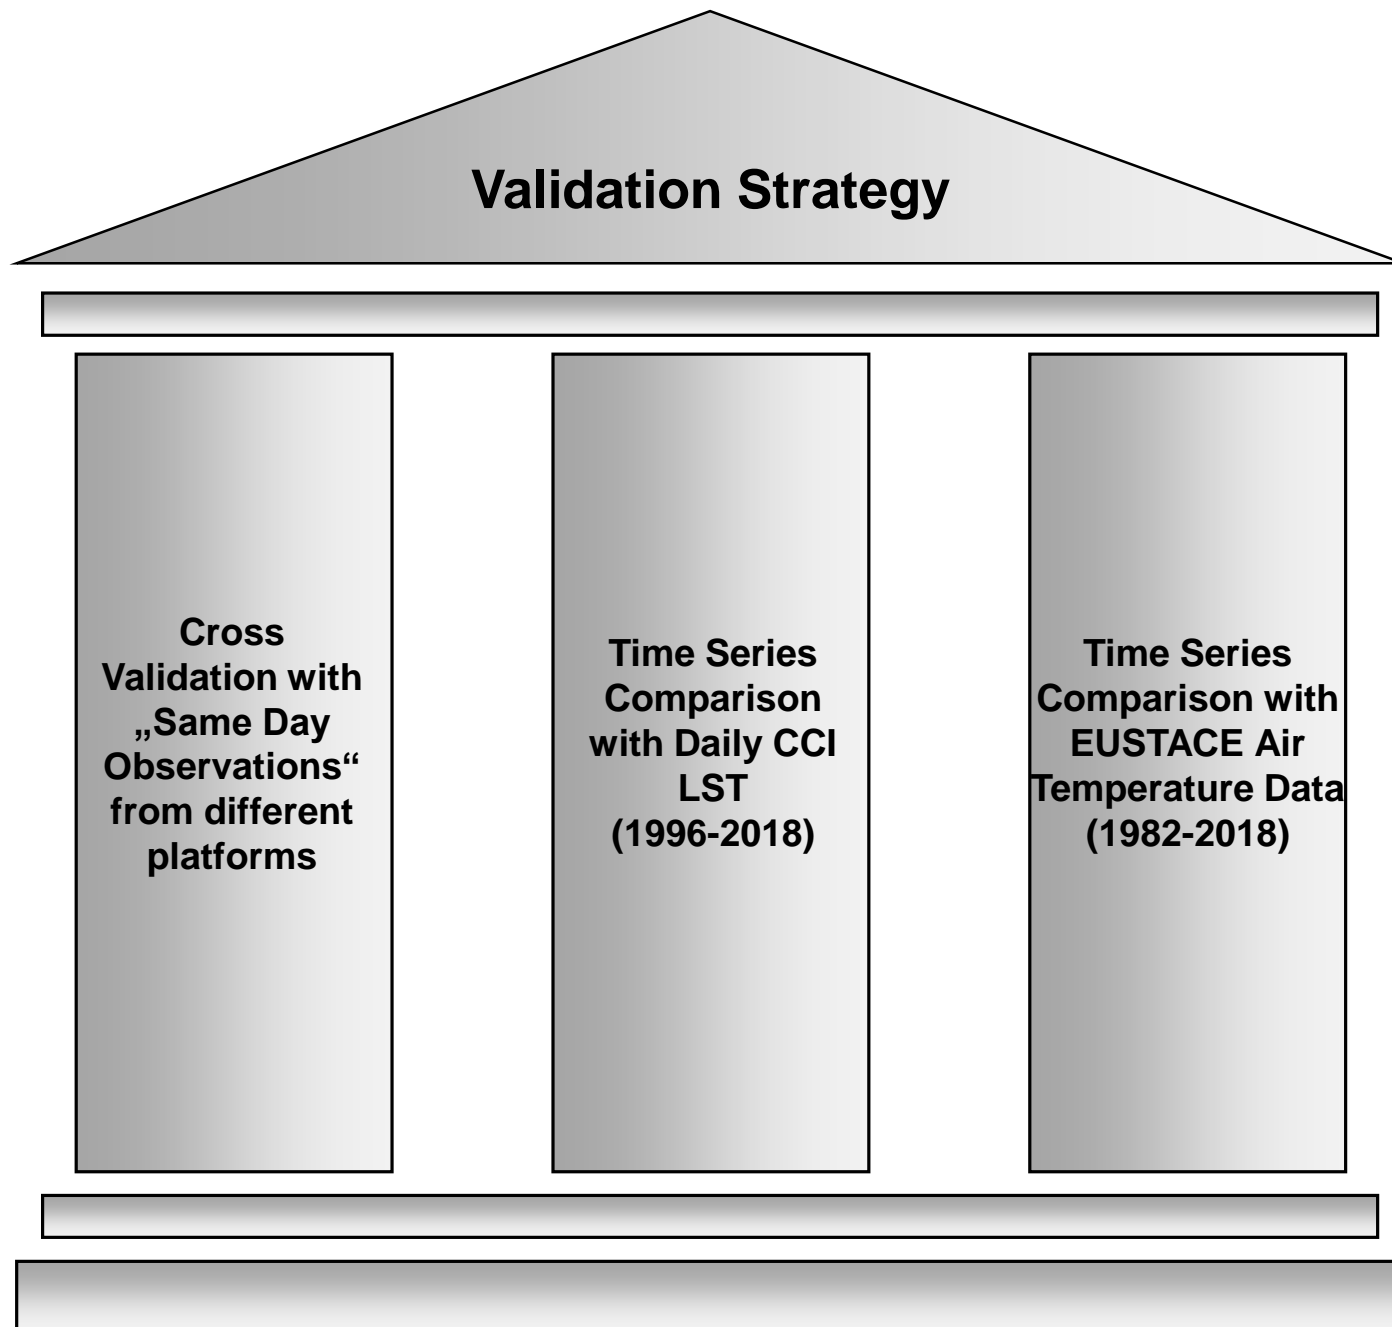 Validation Strategy
Cross
Validation with
„Same Day
Observations“
from different
platforms
Time Series
Comparison
with Daily CCI
LST
(1996-2018)
Time Series
Comparison with
EUSTACE Air
Temperature Data
(1982-2018)